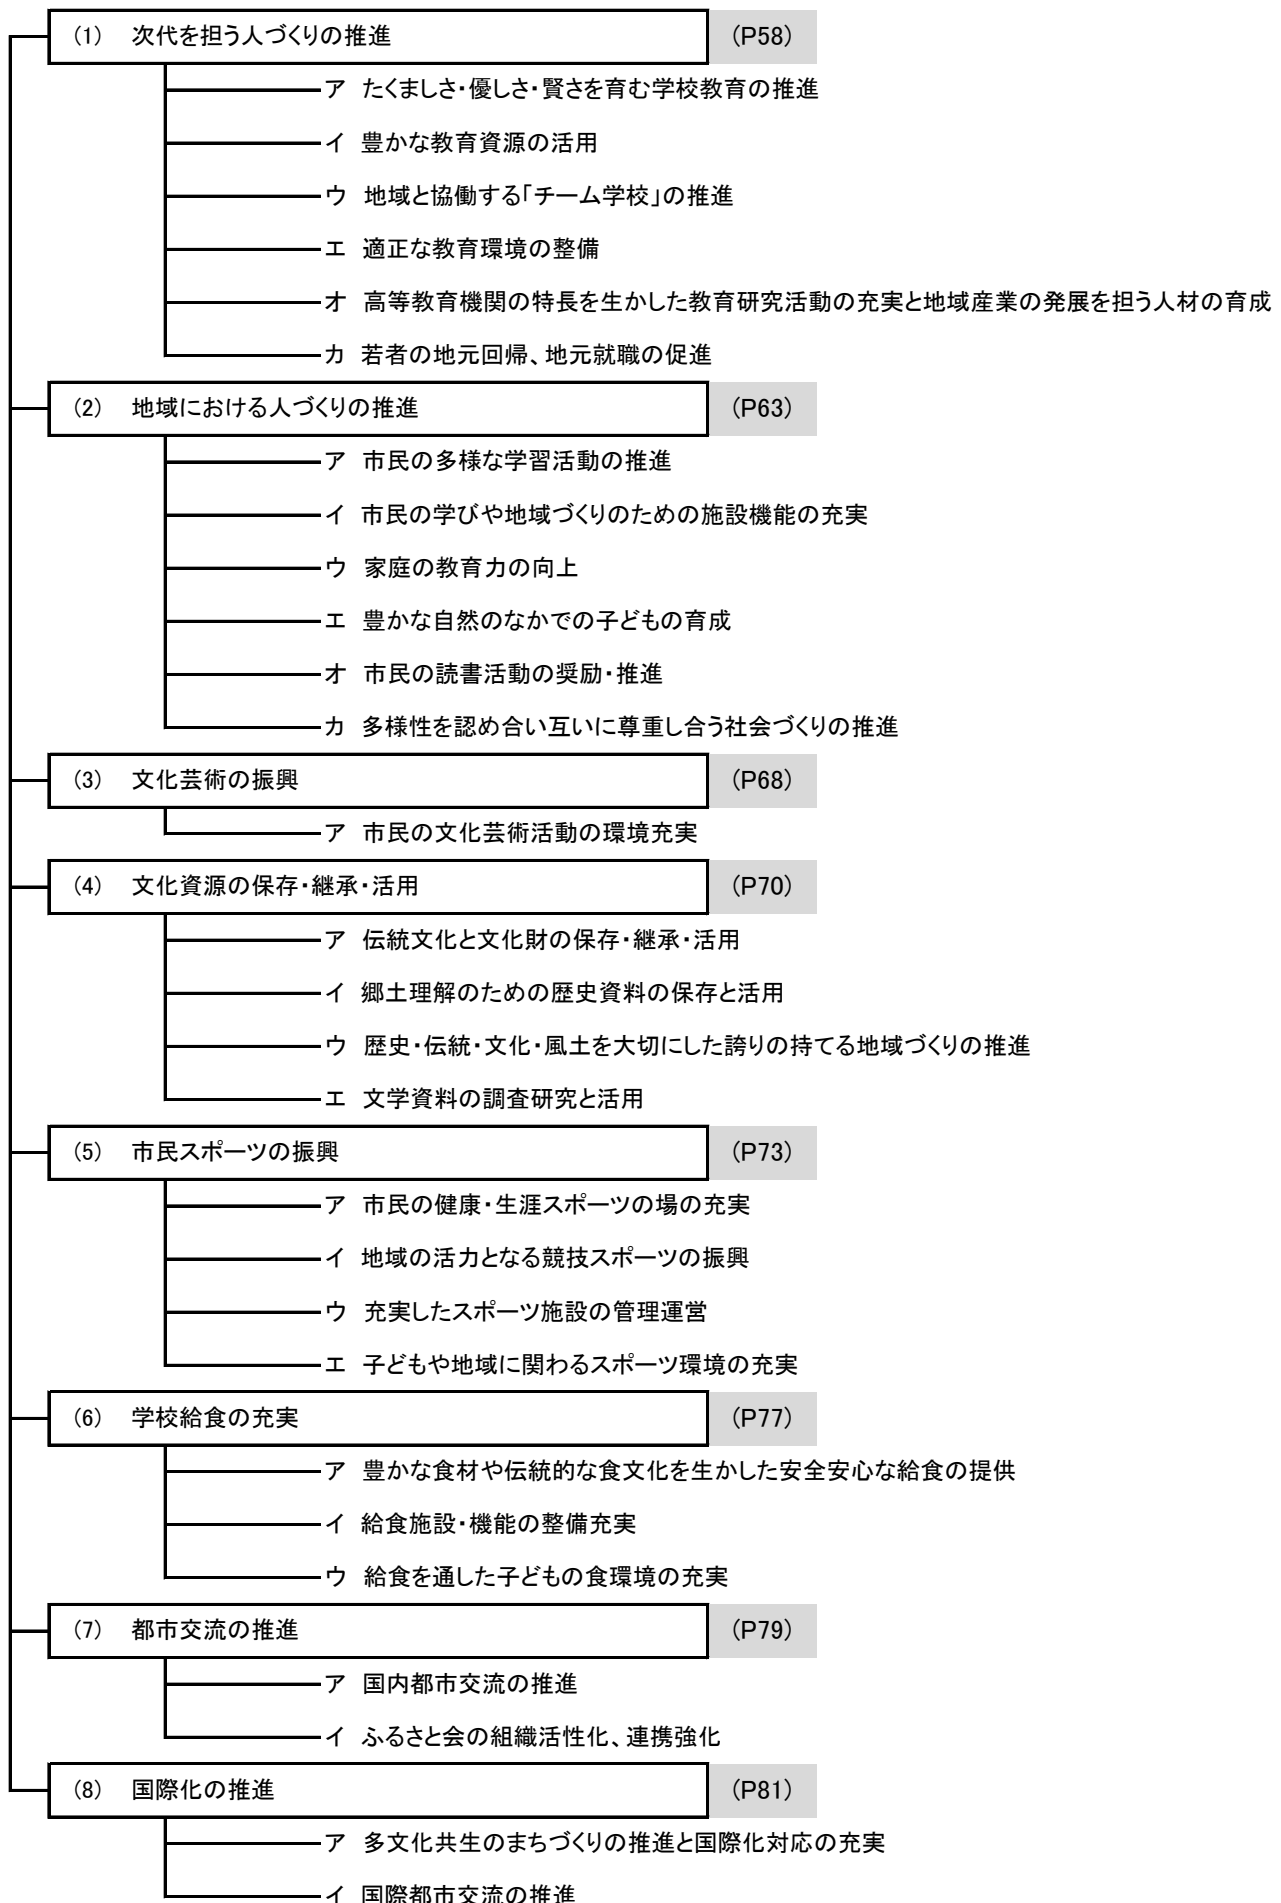 (1) 次代を担う人づくりの推進 (P58)
ア たくましさ・優しさ・賢さを育む学校教育の推進
イ 豊かな教育資源の活用
ウ 地域と協働する「チーム学校」の推進
エ 適正な教育環境の整備
オ 高等教育機関の特長を生かした教育研究活動の充実と地域産業の発展を担う人材の育成
カ 若者の地元回帰、地元就職の促進
(2) 地域における人づくりの推進 (P63)
ア 市民の多様な学習活動の推進
イ 市民の学びや地域づくりのための施設機能の充実
ウ 家庭の教育力の向上
エ 豊かな自然のなかでの子どもの育成
オ 市民の読書活動の奨励・推進
カ 多様性を認め合い互いに尊重し合う社会づくりの推進
(3) 文化芸術の振興 (P68)
ア 市民の文化芸術活動の環境充実
(4) 文化資源の保存・継承・活用 (P70)
ア 伝統文化と文化財の保存・継承・活用
イ 郷土理解のための歴史資料の保存と活用
ウ 歴史・伝統・文化・風土を大切にした誇りの持てる地域づくりの推進
エ 文学資料の調査研究と活用
(5) 市民スポーツの振興 (P73)
ア 市民の健康・生涯スポーツの場の充実
イ 地域の活力となる競技スポーツの振興
ウ 充実したスポーツ施設の管理運営
エ 子どもや地域に関わるスポーツ環境の充実
(6) 学校給食の充実 (P77)
ア 豊かな食材や伝統的な食文化を生かした安全安心な給食の提供
イ 給食施設・機能の整備充実
ウ 給食を通した子どもの食環境の充実
(7) 都市交流の推進 (P79)
ア 国内都市交流の推進
イ ふるさと会の組織活性化、連携強化
(8) 国際化の推進 (P81)
ア 多文化共生のまちづくりの推進と国際化対応の充実
イ 国際都市交流の推進